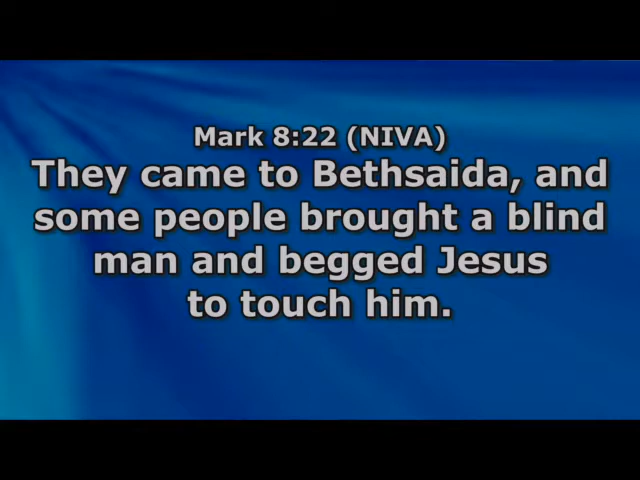 Mark 8:22 (NIVA)
They came to Bethsaida, and
some people brought a blind
man and begged Jesus
to touch him.